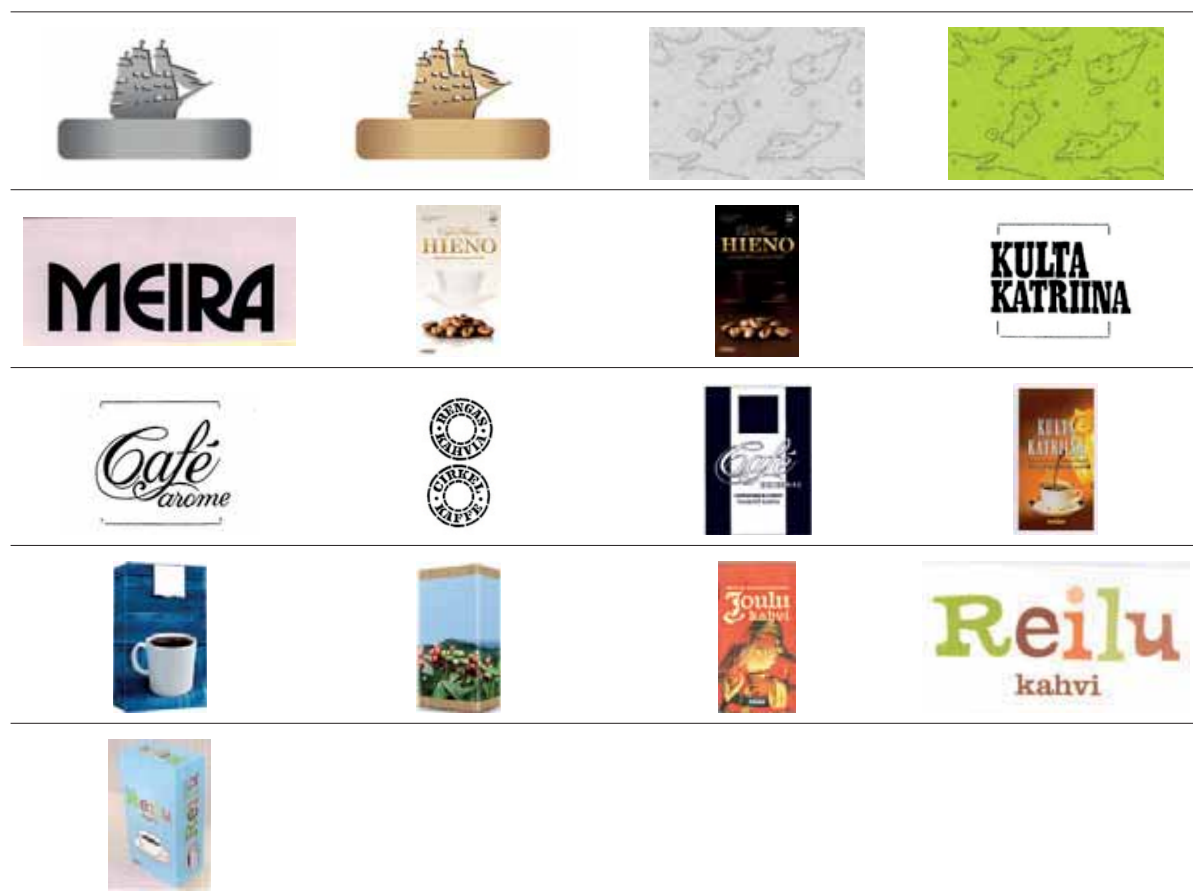 MEIRA
HIENO
HIENO
KULTA
KATRIINA
Café
arome
RENGAS
KAHVIA
CIRKEL
KAFFE
Café
KULTA
KATRIINA
Joulu
kahvi
Reilu
kahvi
Reilu
Reilu